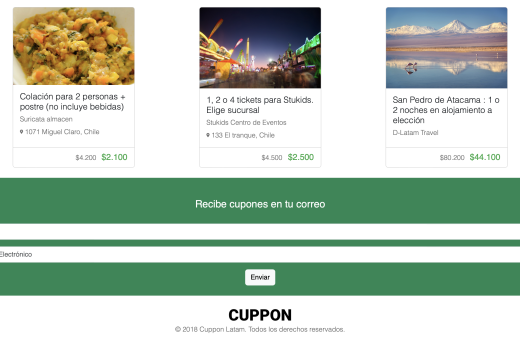 Colación para 2 personas +
postre (no incluye bebidas)
Suricata almacen
1071 Miguel Claro, Chile
$4.200 $2.100
1, 2 o 4 tickets para Stukids.
Elige sucursal
Stukids Centro de Eventos
133 El tranque, Chile
$4.500 $2.500
San Pedro de Atacama : 1 o
2 noches en alojamiento a
elección
D-Latam Travel
$80.200 $44.100
Recibe cupones en tu correo
Electrónico
Enviar
CUPPON
© 2018 Cuppon Latam. Todos los derechos reservados.